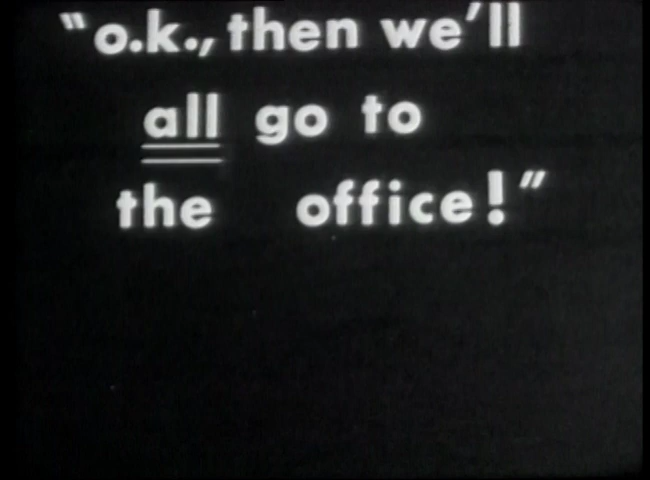 "o.k., then we'll
all go to
the office!"